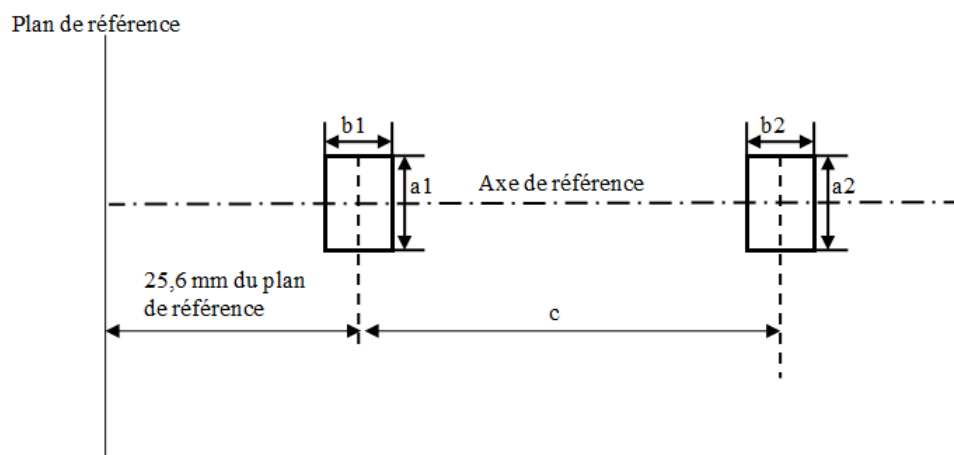 Plan de référence
b1
b2
a1
Axe de référence
a2
25,6 mm du plan
de référence
c